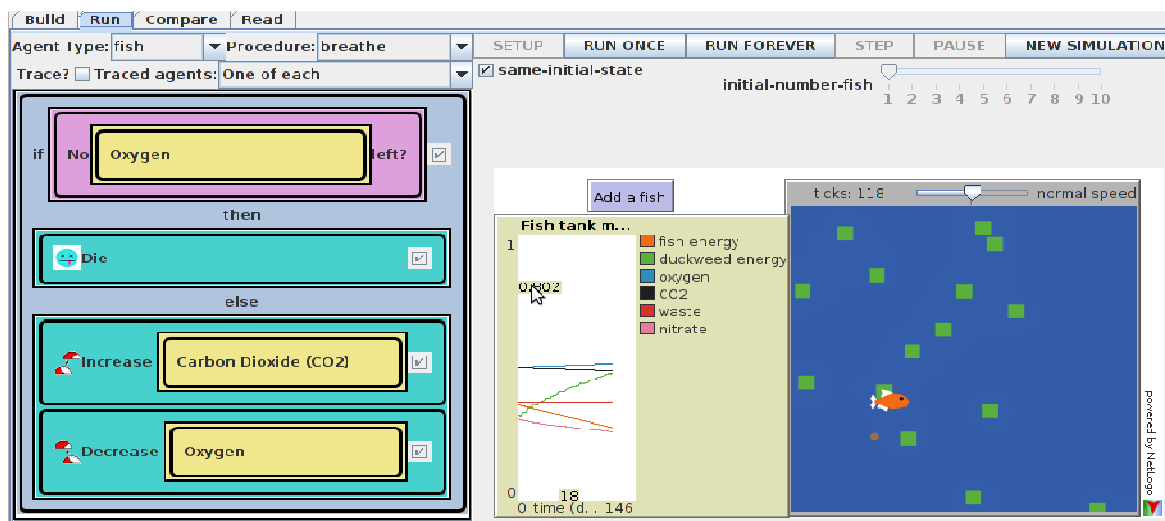 Build Run Compare Read
Agent Type: fish Procedure: breathe
SETUP RUN ONCE RUN FOREVER STEP PAUSE NEW SIMULATION
Trace? Traced agents: One of each
same-initial-state
initial-number-fish
1 2 3 4 5 6 7 8 9 10
if No Oxygen left?
then
Die
else
Increase Carbon Dioxide (CO2)
Decrease Oxygen
Add a fish
ticks: 118 normal speed
Fish tank m...
1
fish energy
duckweed energy
oxygen
CO2
waste
nitrate
0
18
0 time (d.. 146
powered by NetLogo